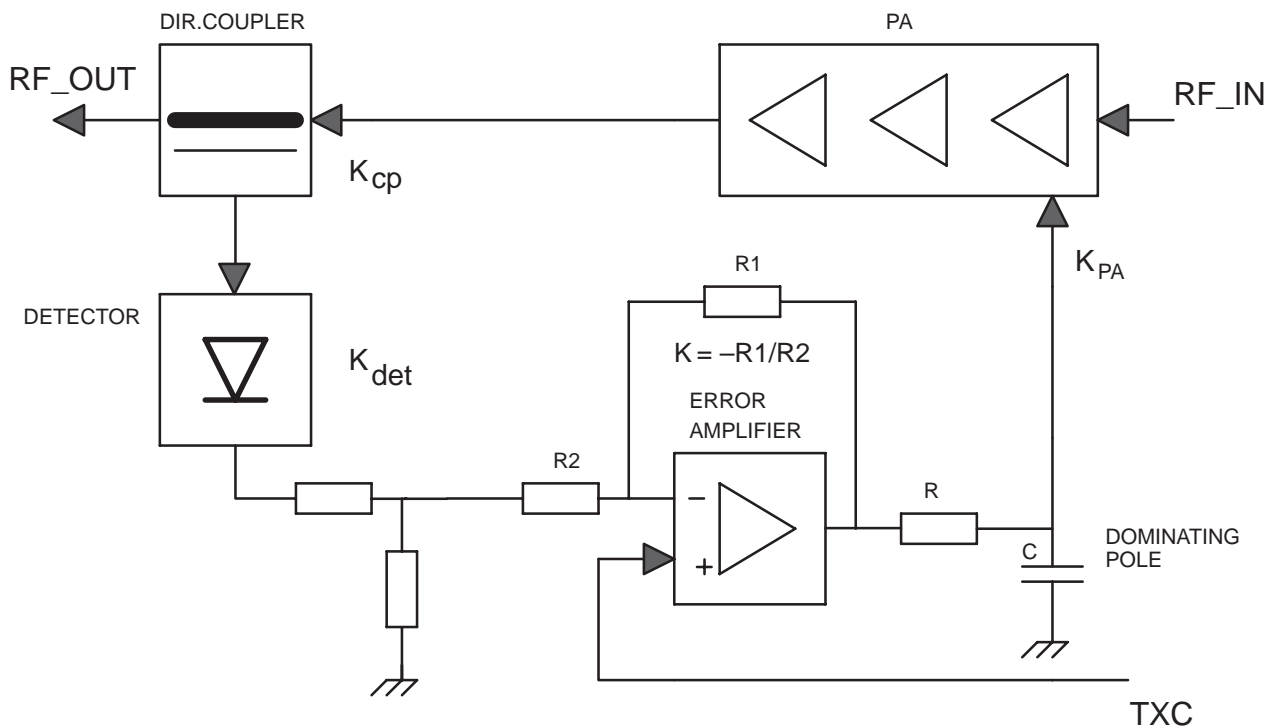 DIR.COUPLER
PA
RF_OUT
RF_IN
Kcp
R1
KPA
DETECTOR
Kdet
K = –R1/R2
ERROR
AMPLIFIER
R2
–
R
+
C
DOMINATING
POLE
TXC